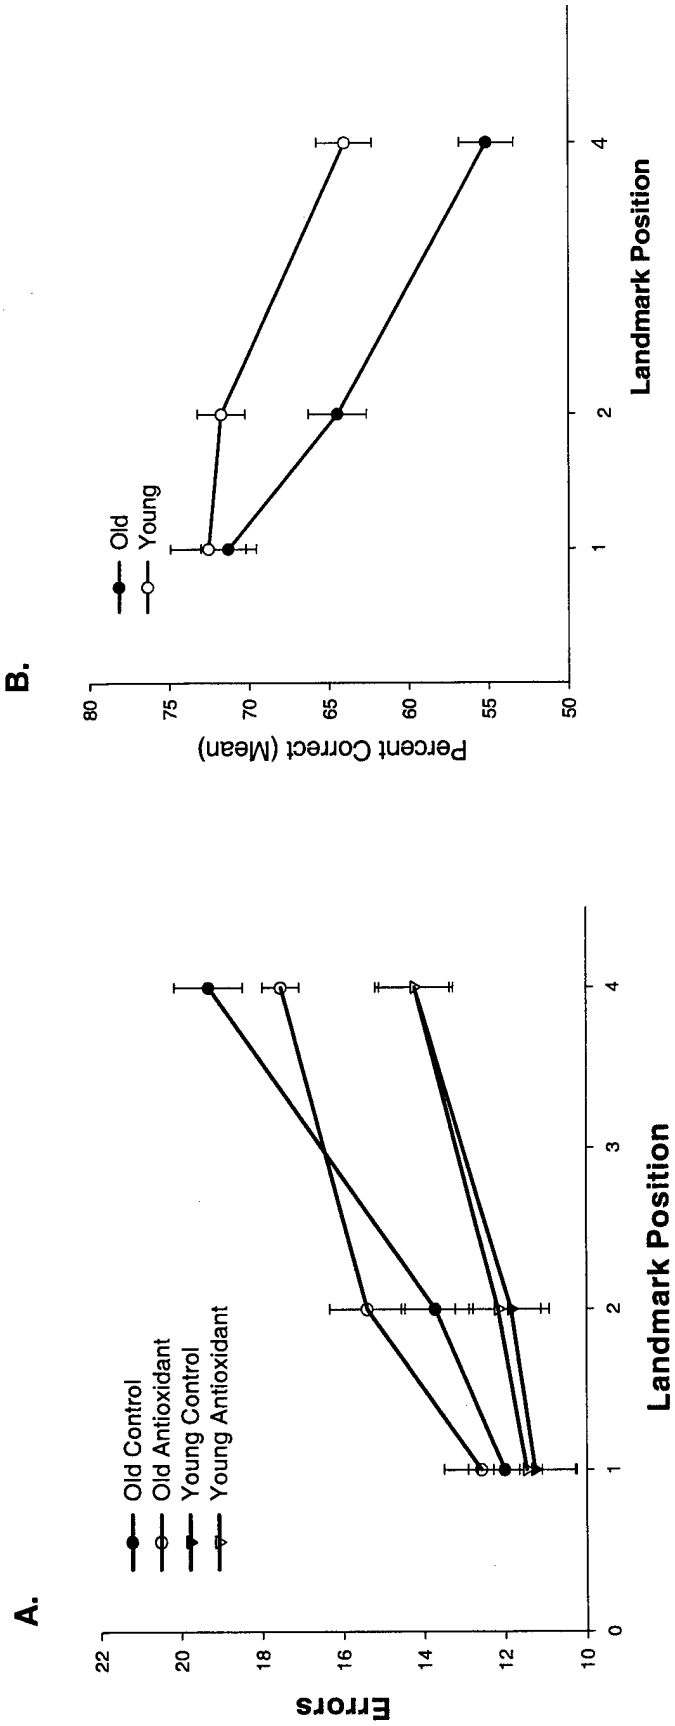 A.
Errors
22
20
18
16
14
12
10
Old Control
Old Antioxidant
Young Control
Young Antioxidant
0
1
2
3
4
Landmark Position
B.
Percent Correct (Mean)
80
75
70
65
60
55
50
Old
Young
1
2
4
Landmark Position